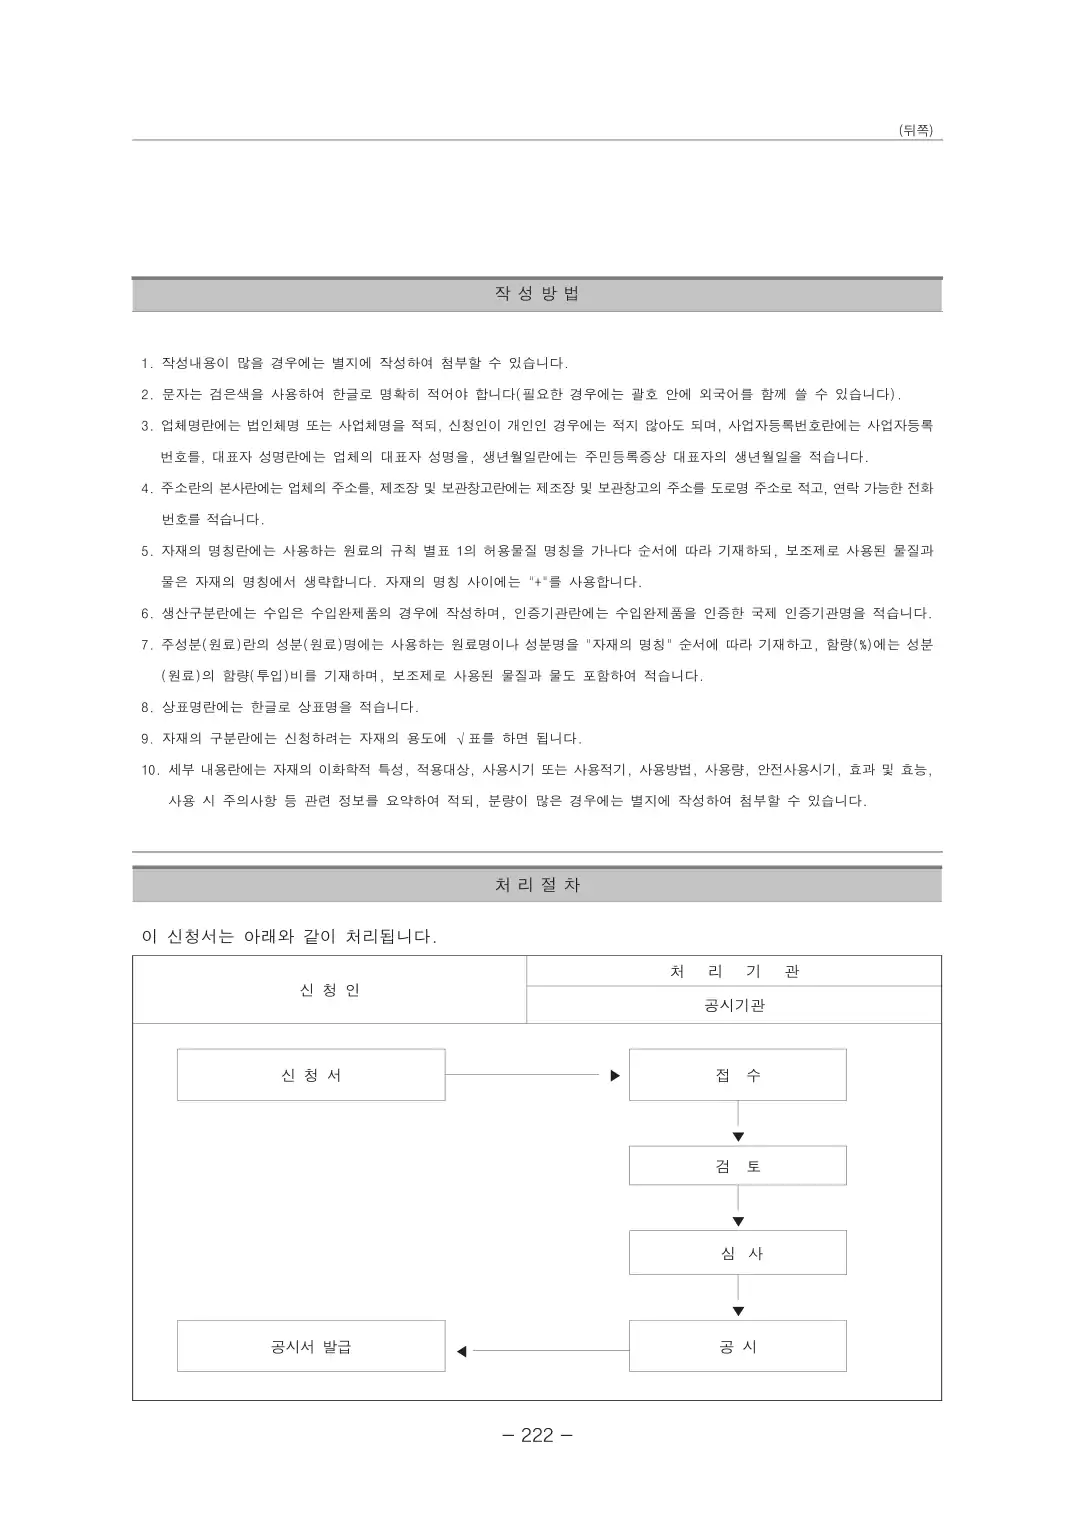 (뒤쪽)
작 성 방 법
1. 작성내용이 많을 경우에는 별지에 작성하여 첨부할 수 있습니다.
2. 문자는 검은색을 사용하여 한글로 명확히 적어야 합니다(필요한 경우에는 괄호 안에 외국어를 함께 쓸 수 있습니다).
3. 업체명란에는 법인체명 또는 사업체명을 적되, 신청인이 개인인 경우에는 적지 않아도 되며, 사업자등록번호란에는 사업자등록
번호를, 대표자 성명란에는 업체의 대표자 성명을, 생년월일란에는 주민등록증상 대표자의 생년월일을 적습니다.
4. 주소란의 본사란에는 업체의 주소를, 제조장 및 보관창고란에는 제조장 및 보관창고의 주소를 도로명 주소로 적고, 연락 가능한 전화
번호를 적습니다.
5. 자재의 명칭란에는 사용하는 원료의 규칙 별표 1의 허용물질 명칭을 가나다 순서에 따라 기재하되, 보조제로 사용된 물질과
물은 자재의 명칭에서 생략합니다. 자재의 명칭 사이에는 "+"를 사용합니다.
6. 생산구분란에는 수입은 수입완제품의 경우에 작성하며, 인증기관란에는 수입완제품을 인증한 국제 인증기관명을 적습니다.
7. 주성분(원료)란의 성분(원료)명에는 사용하는 원료명이나 성분명을 "자재의 명칭" 순서에 따라 기재하고, 함량(%)에는 성분
(원료)의 함량(투입)비를 기재하며, 보조제로 사용된 물질과 물도 포함하여 적습니다.
8. 상표명란에는 한글로 상표명을 적습니다.
9. 자재의 구분란에는 신청하려는 자재의 용도에 √표를 하면 됩니다.
10. 세부 내용란에는 자재의 이화학적 특성, 적용대상, 사용시기 또는 사용적기, 사용방법, 사용량, 안전사용시기, 효과 및 효능,
사용 시 주의사항 등 관련 정보를 요약하여 적되, 분량이 많은 경우에는 별지에 작성하여 첨부할 수 있습니다.
처 리 절 차
이 신청서는 아래와 같이 처리됩니다.
신 청 인
처 리 기 관
공시기관
신 청 서
접 수
검 토
심 사
공시서 발급
공 시
- 222 -